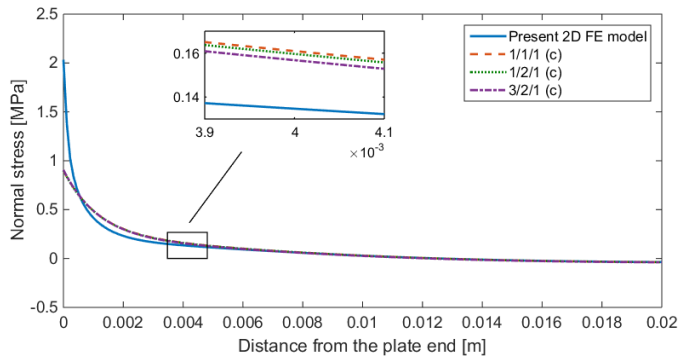 2.5
2
1.5
1
0.5
0
-0.5
Normal stress [MPa]
0 0.002 0.004 0.006 0.008 0.01 0.012 0.014 0.016 0.018 0.02
Distance from the plate end [m]
0.16
0.14
3.9 4 4.1
×10⁻³
Present 2D FE model
1/1/1 (c)
1/2/1 (c)
3/2/1 (c)